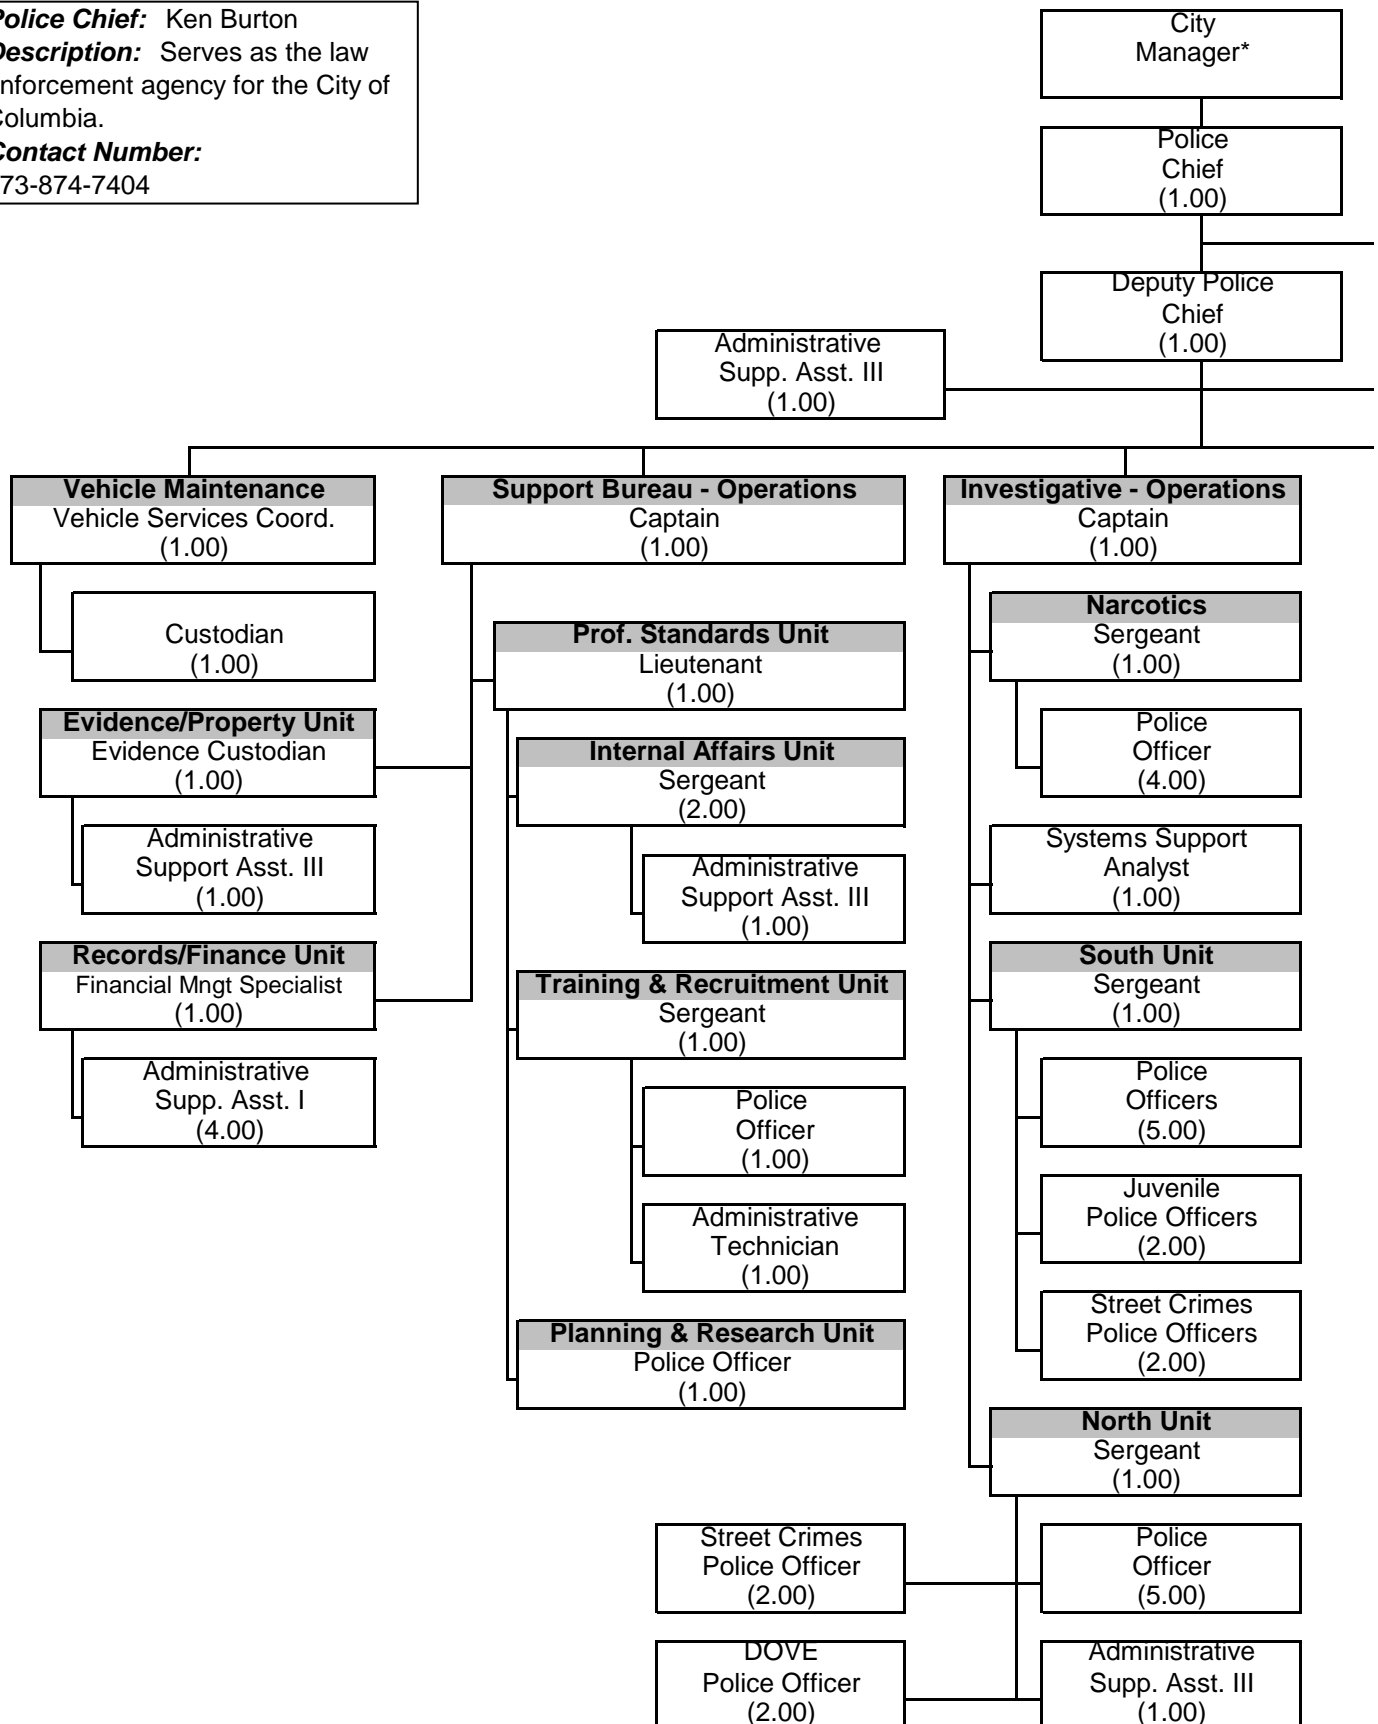 Police Chief: Ken Burton
Description: Serves as the law
nforcement agency for the City of
Columbia.
Contact Number:
73-874-7404
City
Manager*
Police
Chief
(1.00)
Deputy Police
Chief
(1.00)
Administrative
Supp. Asst. III
(1.00)
Vehicle Maintenance
Vehicle Services Coord.
(1.00)
Custodian
(1.00)
Evidence/Property Unit
Evidence Custodian
(1.00)
Administrative
Support Asst. III
(1.00)
Records/Finance Unit
Financial Mngt Specialist
(1.00)
Administrative
Supp. Asst. I
(4.00)
Support Bureau - Operations
Captain
(1.00)
Prof. Standards Unit
Lieutenant
(1.00)
Internal Affairs Unit
Sergeant
(2.00)
Administrative
Support Asst. III
(1.00)
Training & Recruitment Unit
Sergeant
(1.00)
Police
Officer
(1.00)
Administrative
Technician
(1.00)
Planning & Research Unit
Police Officer
(1.00)
Investigative - Operations
Captain
(1.00)
Narcotics
Sergeant
(1.00)
Police
Officer
(4.00)
Systems Support
Analyst
(1.00)
South Unit
Sergeant
(1.00)
Police
Officers
(5.00)
Juvenile
Police Officers
(2.00)
Street Crimes
Police Officers
(2.00)
North Unit
Sergeant
(1.00)
Street Crimes
Police Officer
(2.00)
Police
Officer
(5.00)
DOVE
Police Officer
(2.00)
Administrative
Supp. Asst. III
(1.00)